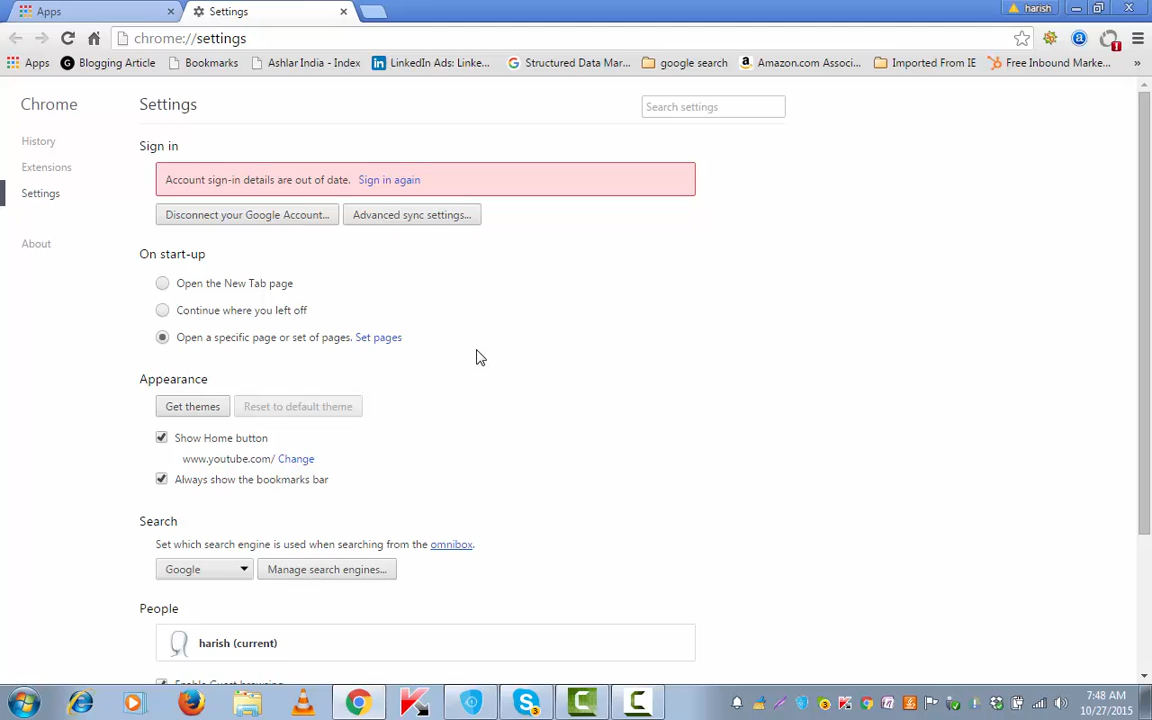 Apps
Settings
harish
chrome://settings
Apps
Blogging Article
Bookmarks
Ashlar India - Index
LinkedIn Ads: Linke...
Structured Data Mar...
google search
Amazon.com Associ...
Imported From IE
Free Inbound Marke...
»
Chrome
Settings
Search settings
History
Extensions
Settings
About
Sign in
Account sign-in details are out of date. Sign in again
Disconnect your Google Account...
Advanced sync settings...
On start-up
Open the New Tab page
Continue where you left off
Open a specific page or set of pages. Set pages
Appearance
Get themes
Reset to default theme
Show Home button
www.youtube.com/ Change
Always show the bookmarks bar
Search
Set which search engine is used when searching from the omnibox.
Google
Manage search engines...
People
harish (current)
Enable Guest browsing
7:48 AM
10/27/2015